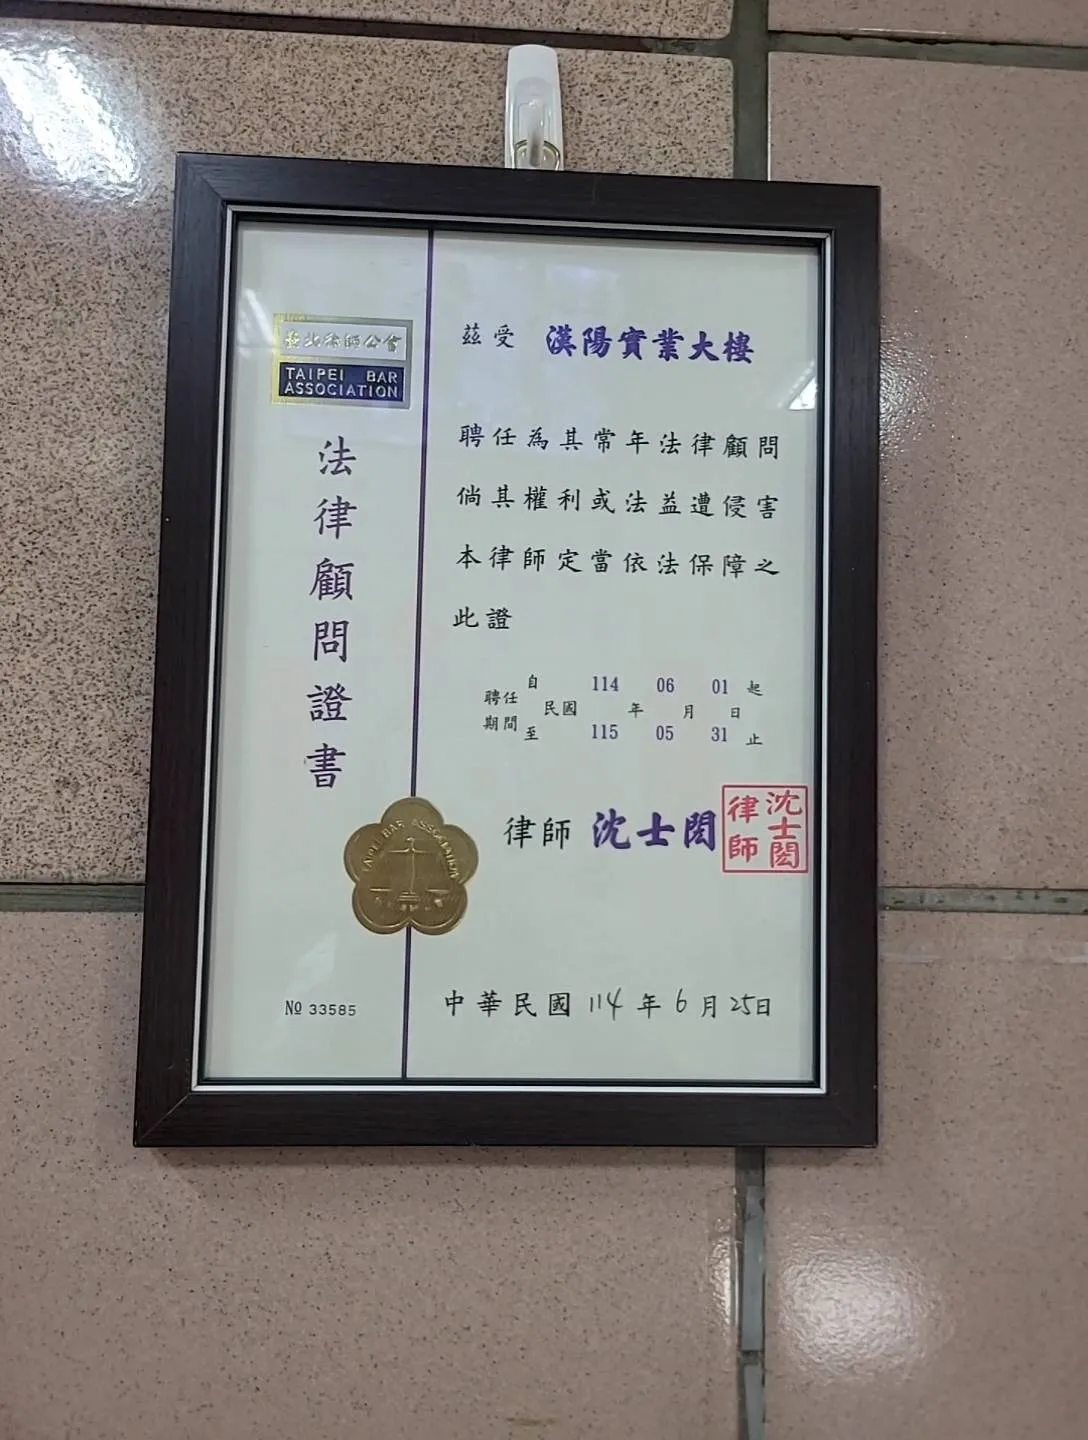 臺北律師公會
TAIPEI BAR
ASSOCIATION
法律顧問證書
茲受 漢陽實業大樓
聘任為其常年法律顧問
倘其權利或法益遭侵害
本律師定當依法保障之
此證
聘任期間 自民國 114 年 06 月 01 日 起
至 115 05 31 止
律師 沈士閎
沈士閎律師
TAIPEI BAR ASSOCIATION
№ 33585
中華民國 114 年 6 月 25 日